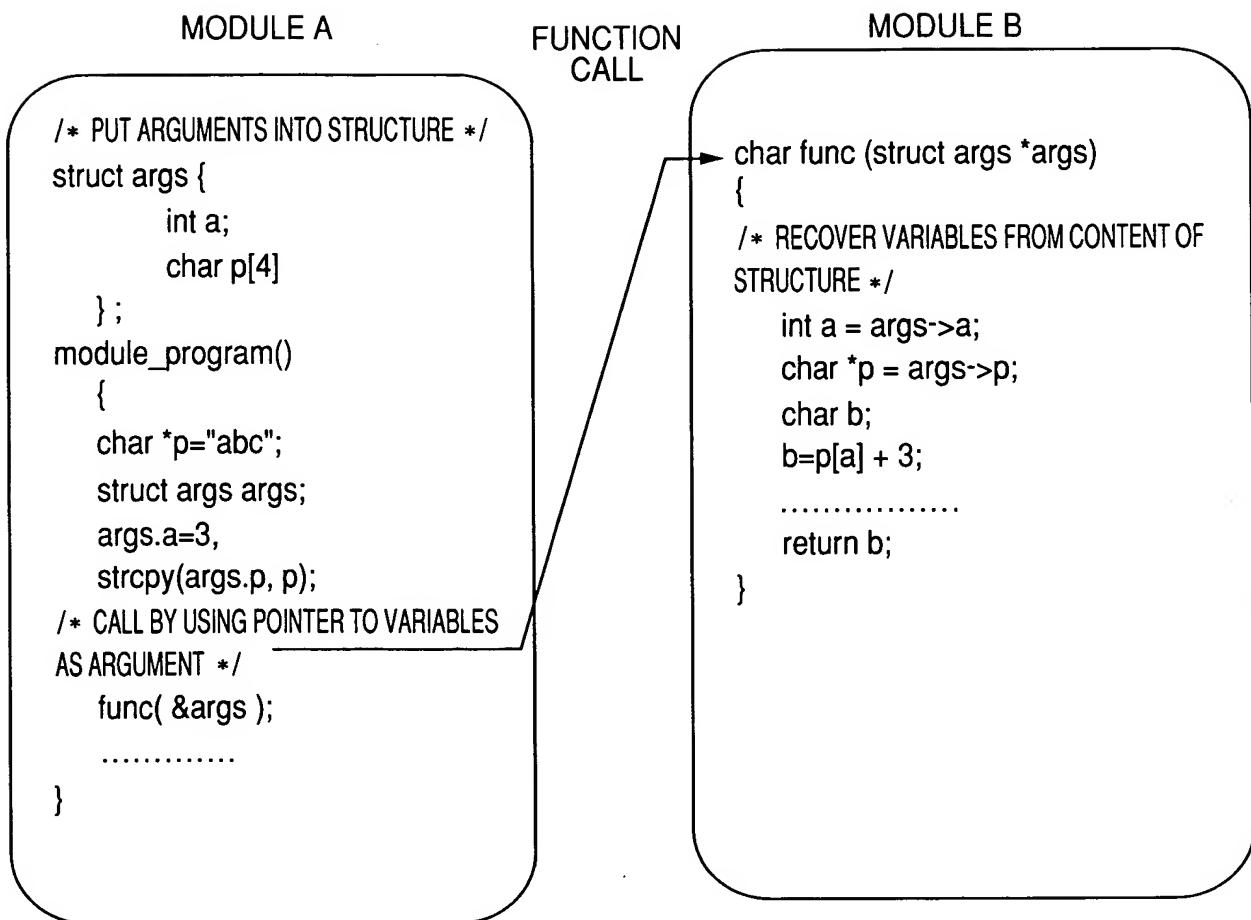 MODULE A
FUNCTION
CALL
MODULE B
/* PUT ARGUMENTS INTO STRUCTURE */
struct args {
int a;
char p[4]
} ;
module_program()
{
char *p="abc";
struct args args;
args.a=3,
strcpy(args.p, p);
/* CALL BY USING POINTER TO VARIABLES
AS ARGUMENT */
func( &args );
.............
}
char func (struct args *args)
{
/* RECOVER VARIABLES FROM CONTENT OF
STRUCTURE */
int a = args->a;
char *p = args->p;
char b;
b=p[a] + 3;
.................
return b;
}